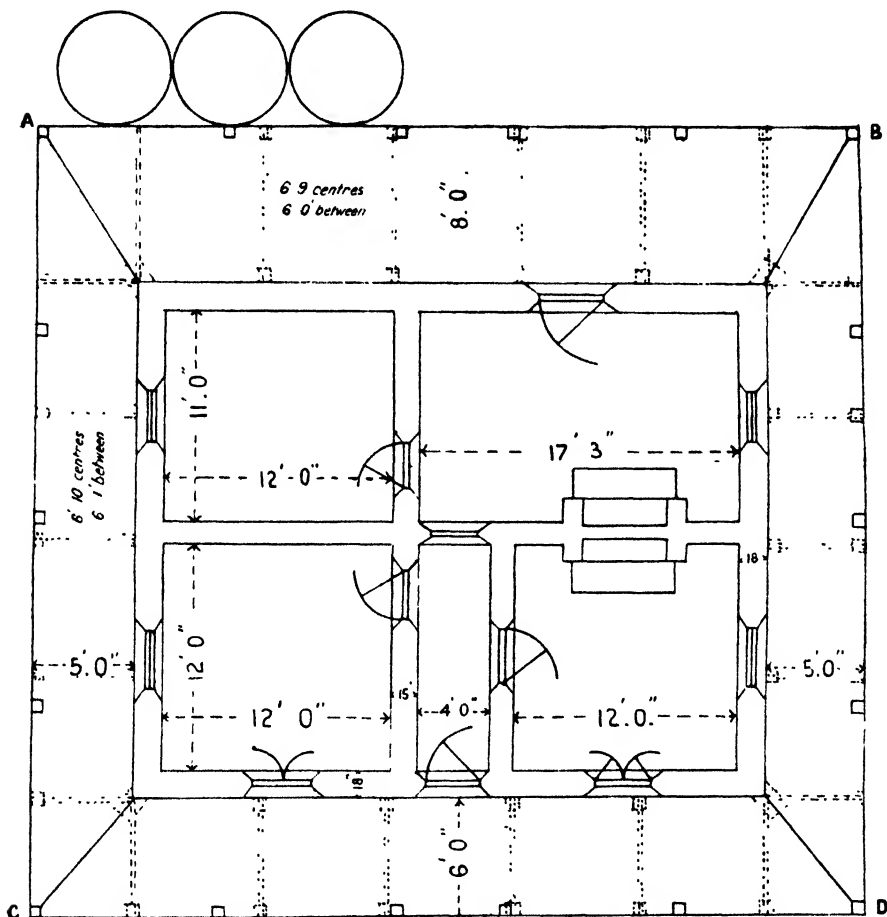 A
B
6 9 centres
6 0' between
8'.0"
11'.0"
12'-0"
17' 3"
6' 10 centres
6 1' between
18
5'.0"
12'0"
12' 0"
15'
4'0"
12'.0."
5.0"
18"
6'0"
C
D